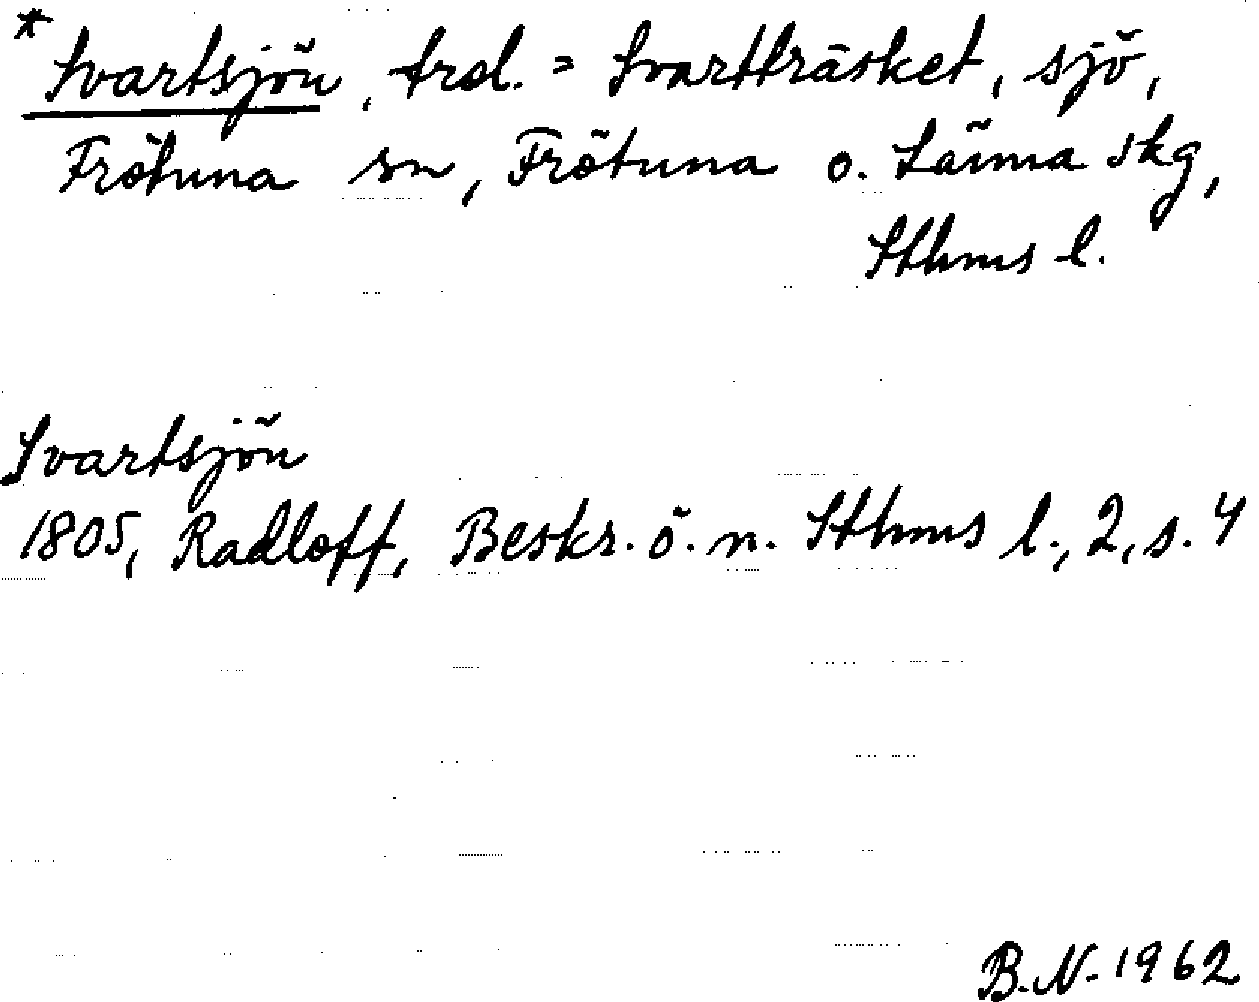 * Svartsjön, trol. = Svartträsket, sjö,
Frötuna sn, Frötuna o. Länna skg,
Sthms l.
Svartsjön
1805, Radloff, Beskr. ö. n. Sthms l., 2, s. 4
B.N. 1962